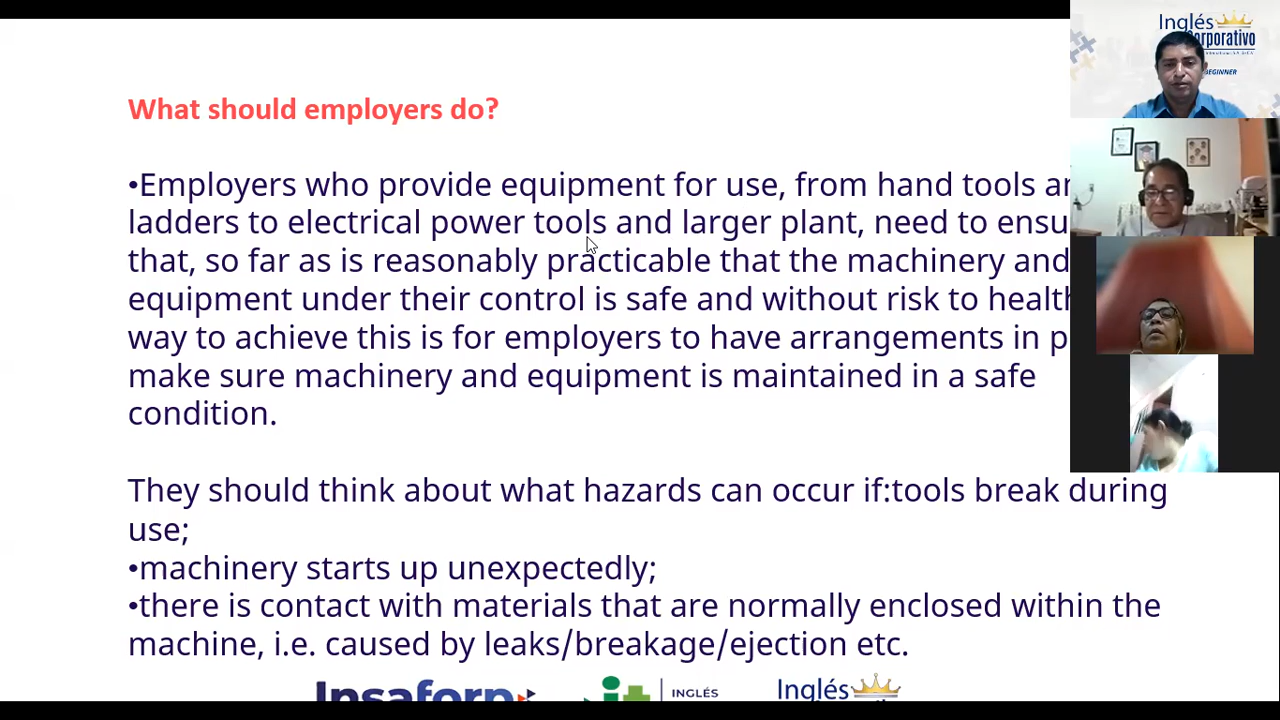 What should employers do?
•Employers who provide equipment for use, from hand tools
ladders to electrical power tools and larger plant, need to
that, so far as is reasonably practicable that the machinery and
equipment under their control is safe and without risk to
way to achieve this is for employers to have arrangements in
make sure machinery and equipment is maintained in a safe
condition.
They should think about what hazards can occur if:tools break during
use;
•machinery starts up unexpectedly;
•there is contact with materials that are normally enclosed within the
machine, i.e. caused by leaks/breakage/ejection etc.
Insaforp
INGLÉS
Inglés
Inglés
Corporativo
BEGINNER